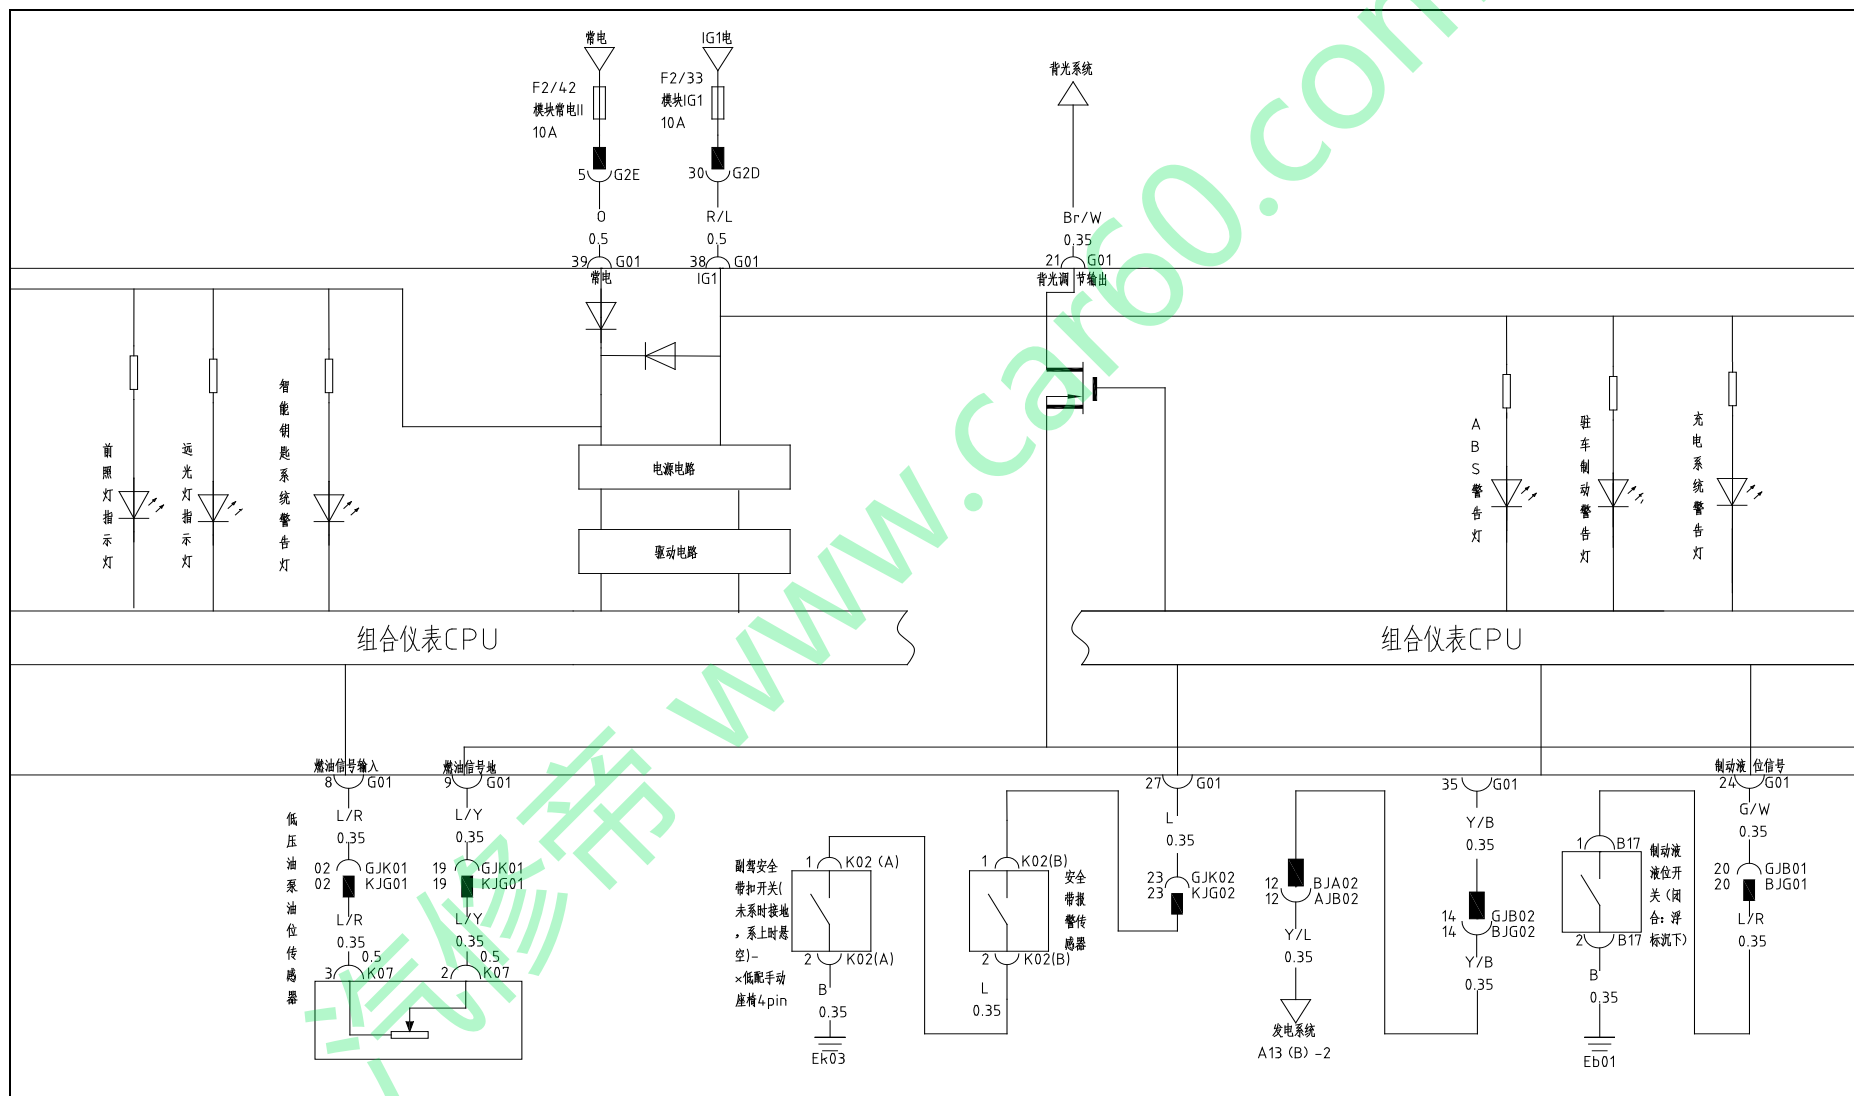 常电
IG1电
F2/42
模块常电II
10A
F2/33
模块IG1
10A
背光系统
5 G2E
30 G2D
O
0.5
R/L
0.5
Br/W
0.35
39 G01
常电
38 G01
IG1
21 G01
背光调 节输出
前照灯指示灯
远光灯指示灯
智能钥匙系统警告灯
电源电路
驱动电路
ABS警告灯
驻车制动警告灯
充电系统警告灯
组合仪表CPU
组合仪表CPU
燃油信号输入
8 G01
燃油信号地
9 G01
27 G01
35 G01
制动液 位信号
24 G01
低压油泵油位传感器
L/R
0.35
02 GJK01
02 KJG01
L/R
0.35
0.5
3 K07
L/Y
0.35
19 GJK01
19 KJG01
L/Y
0.35
0.5
2 K07
副驾安全
带扣开关(
未系时接地
，系上时悬
空)-
×低配手动
座椅4pin
1 K02 (A)
2 K02(A)
B
0.35
Ek03
1 K02(B)
2 K02(B)
L
0.35
安全
带报
警传
感器
L
0.35
23 GJK02
23 KJG02
12 BJA02
12 AJB02
Y/L
0.35
发电系统
A13 (B) -2
Y/B
0.35
14 GJB02
14 BJG02
Y/B
0.35
1 B17
2 B17
B
0.35
Eb01
制动液
液位开
关（闭
合：浮
标沉下）
G/W
0.35
20 GJB01
20 BJG01
L/R
0.35
汽修帝 www.car60.com